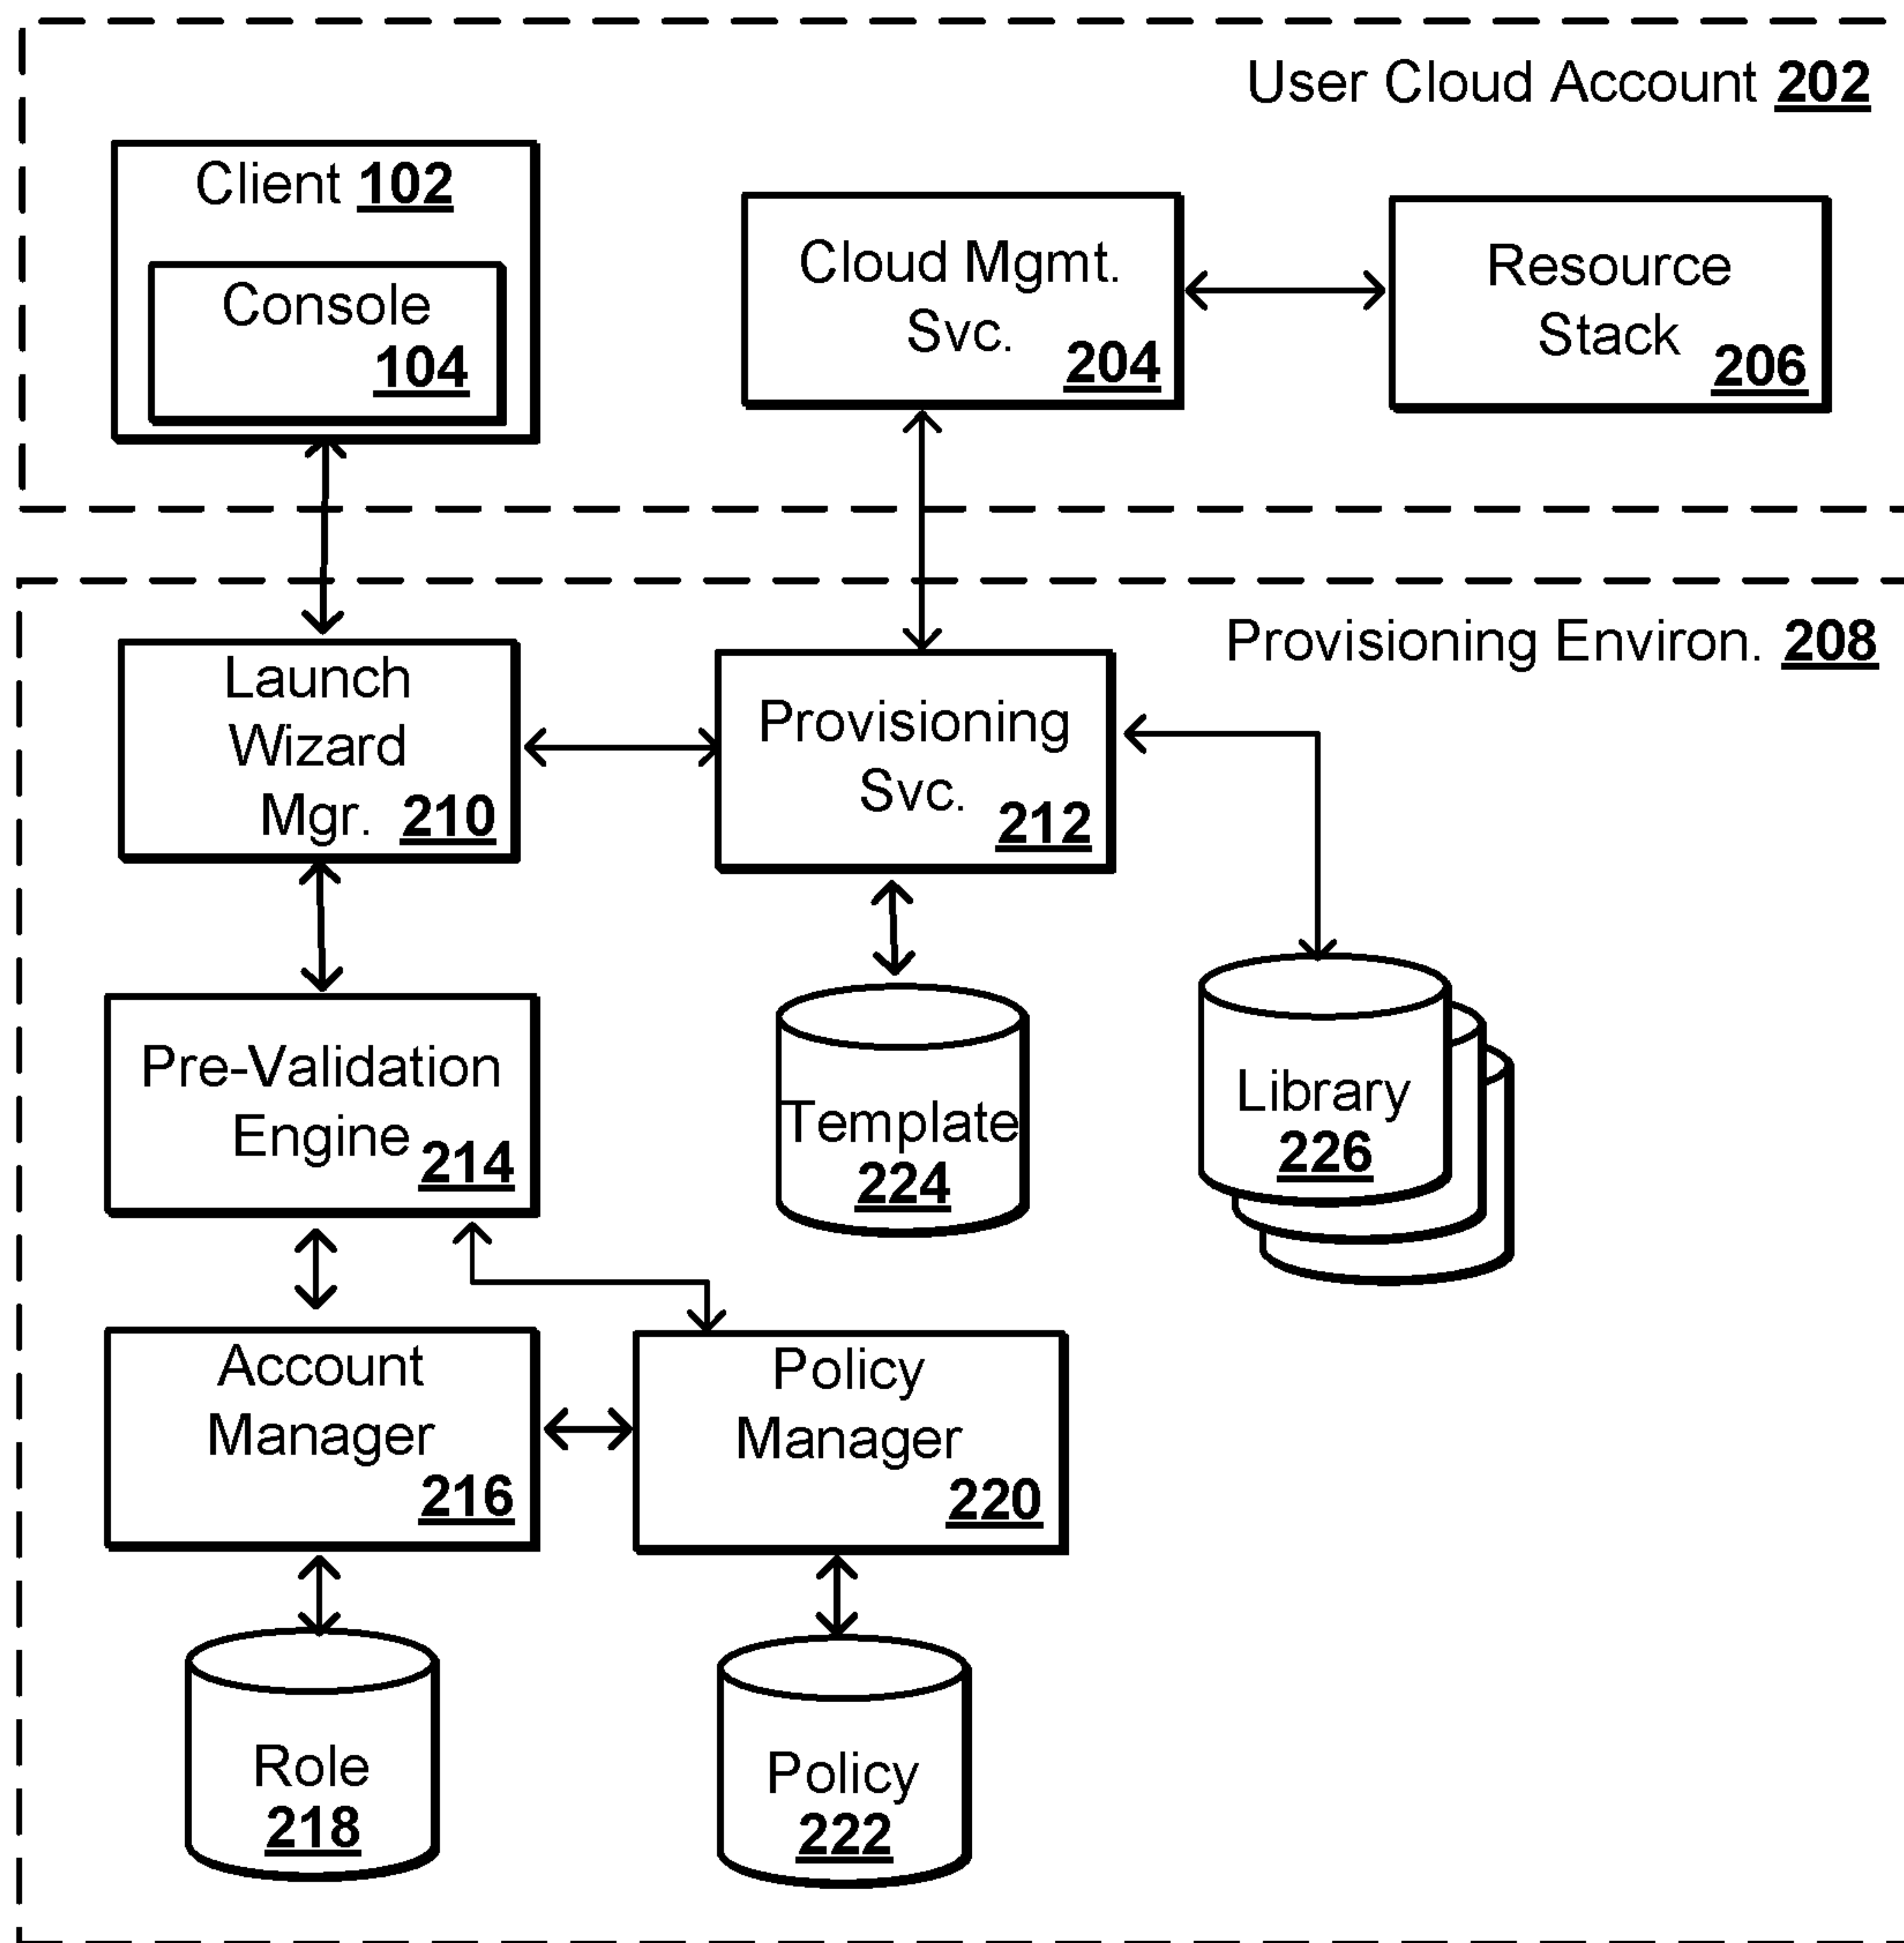 User Cloud Account 202
Client 102
Console
104
Cloud Mgmt.
Svc. 204
Resource
Stack 206
Provisioning Environ. 208
Launch
Wizard
Mgr. 210
Provisioning
Svc. 212
Pre-Validation
Engine 214
Template
224
Library
226
Account
Manager
216
Policy
Manager
220
Role
218
Policy
222